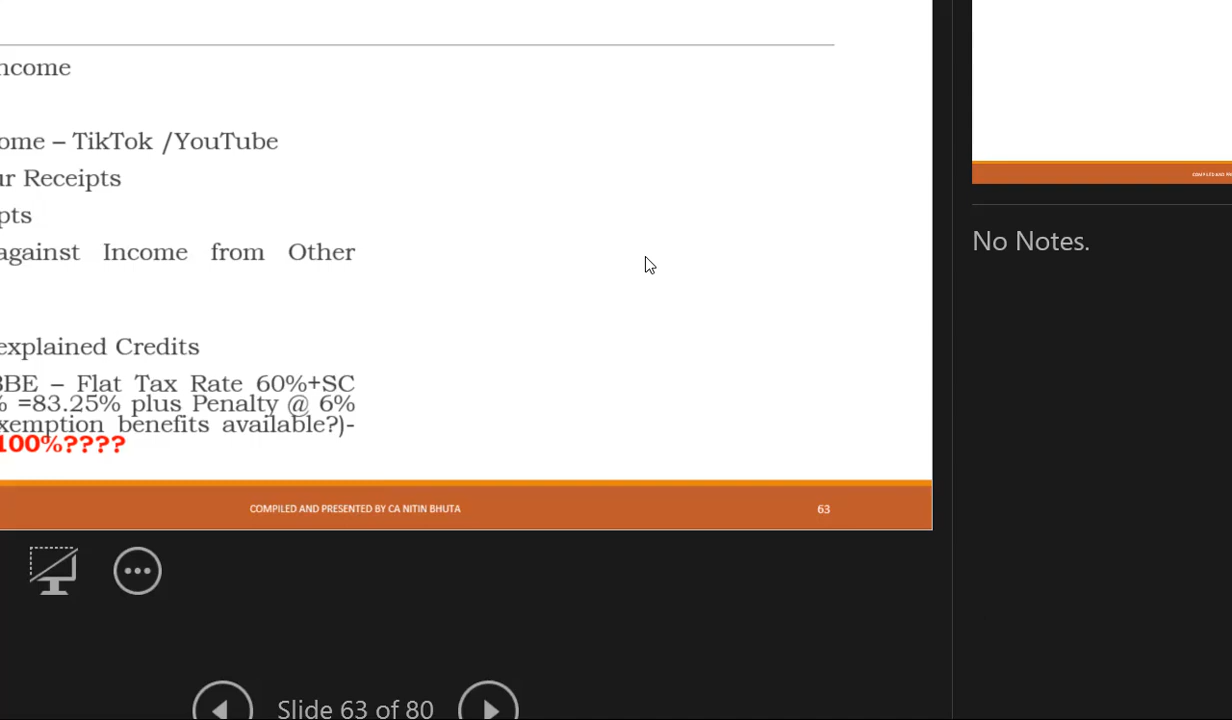 ncome
ome – TikTok /YouTube
ur Receipts
pts
against Income from Other
explained Credits
BBE – Flat Tax Rate 60%+SC
% =83.25% plus Penalty @ 6%
xemption benefits available?)-
100%????
COMPILED AND PRESENTED BY CA NITIN BHUTA
63
No Notes.
Slide 63 of 80